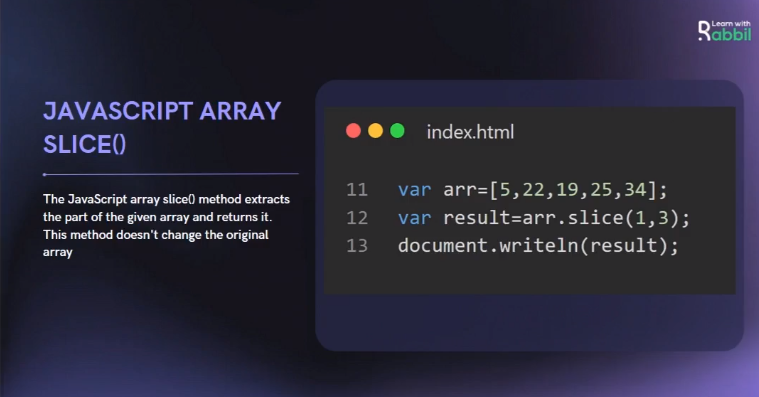 Learn with
Rabbil
JAVASCRIPT ARRAY
SLICE()
The JavaScript array slice() method extracts
the part of the given array and returns it.
This method doesn't change the original
array
index.html
11 var arr=[5,22,19,25,34];
12 var result=arr.slice(1,3);
13 document.writeln(result);